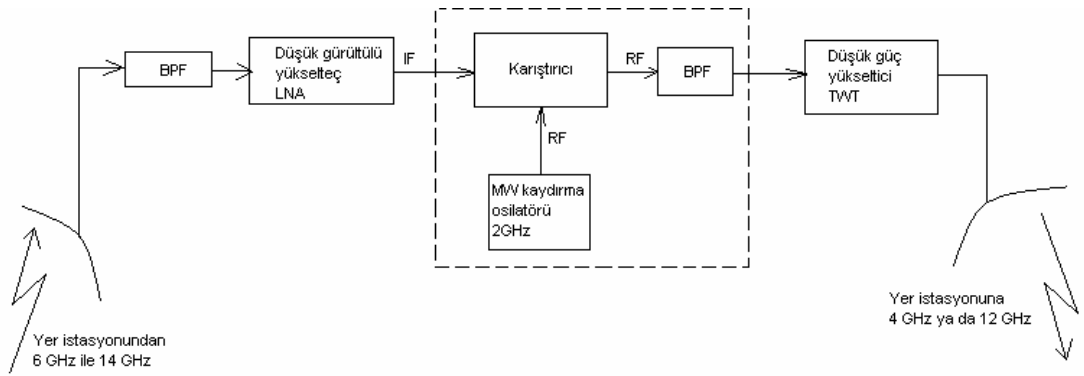 BPF
Düşük gürültülü
yükselteç
LNA
IF
Karıştırıcı
RF
BPF
Düşük güç
yükseltici
TWT
RF
MW kaydırma
osilatörü
2GHz
Yer istasyonundan
6 GHz ile 14 GHz
Yer istasyonuna
4 GHz ya da 12 GHz